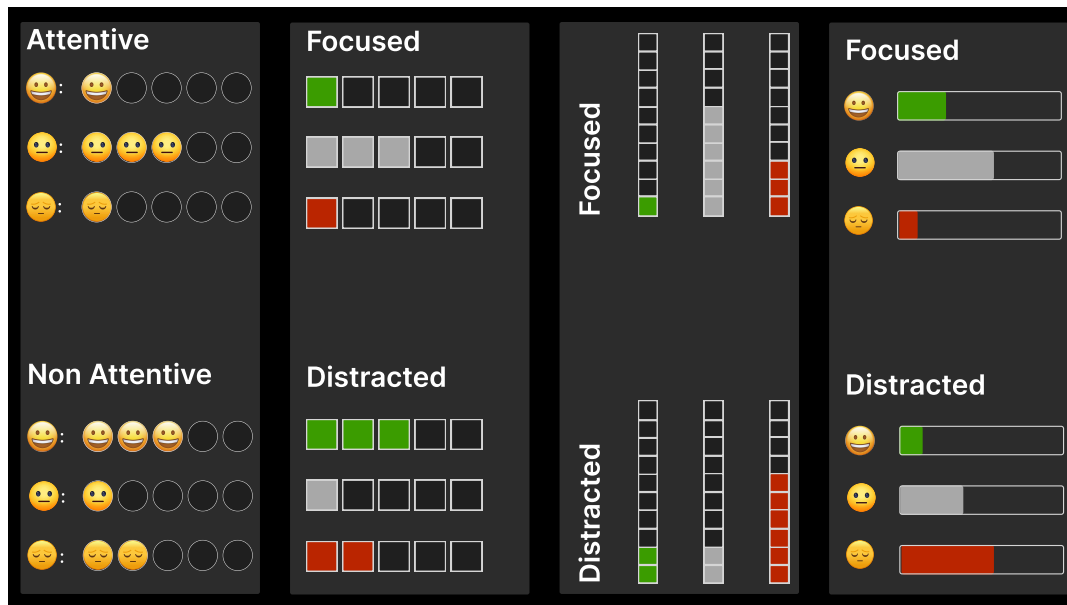 Attentive
:
:
:
Non Attentive
:
:
:
Focused
Distracted
Focused
Distracted
Focused
Distracted